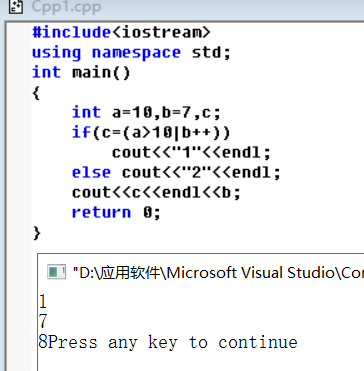 Cpp1.cpp
#include<iostream>
using namespace std;
int main()
{
    int a=10,b=7,c;
    if(c=(a>10|b++))
        cout<<"1"<<endl;
    else cout<<"2"<<endl;
    cout<<c<<endl<<b;
    return 0;
}
"D:\应用软件\Microsoft Visual Studio\Co
1
7
8Press any key to continue